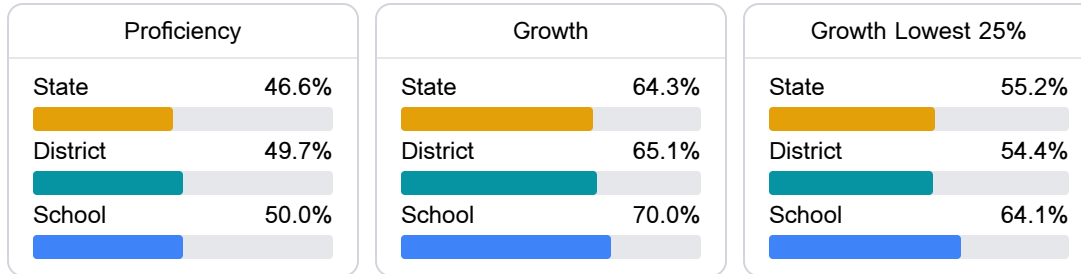 Proficiency
State 46.6%
District 49.7%
School 50.0%
Growth
State 64.3%
District 65.1%
School 70.0%
Growth Lowest 25%
State 55.2%
District 54.4%
School 64.1%